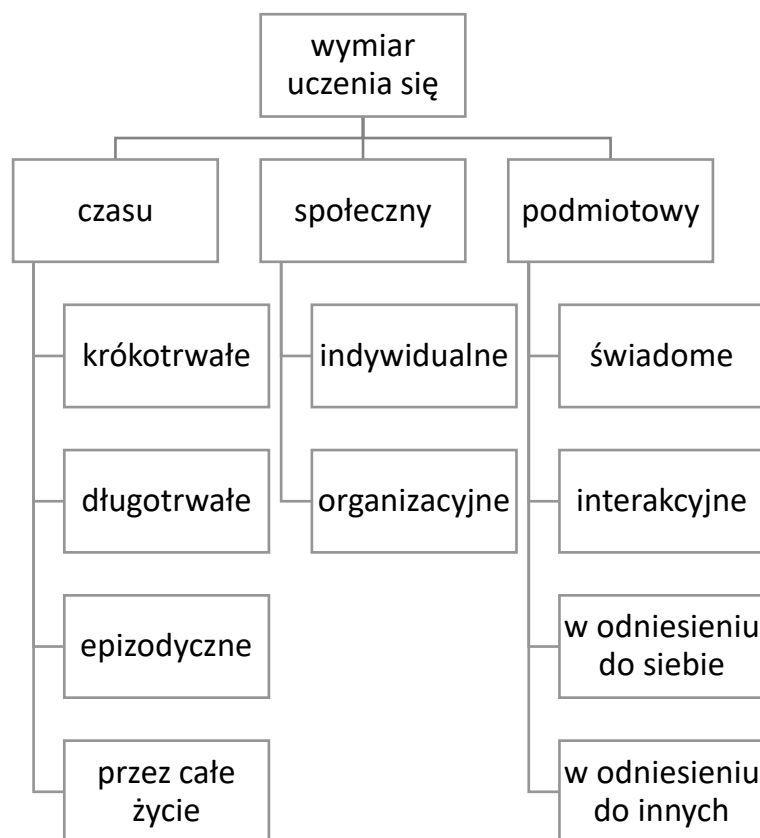 wymiar
uczenia się
czasu
społeczny
podmiotowy
krókotrwałe
długotrwałe
epizodyczne
przez całe
życie
indywidualne
organizacyjne
świadome
interakcyjne
w odniesieniu
do siebie
w odniesieniu
do innych